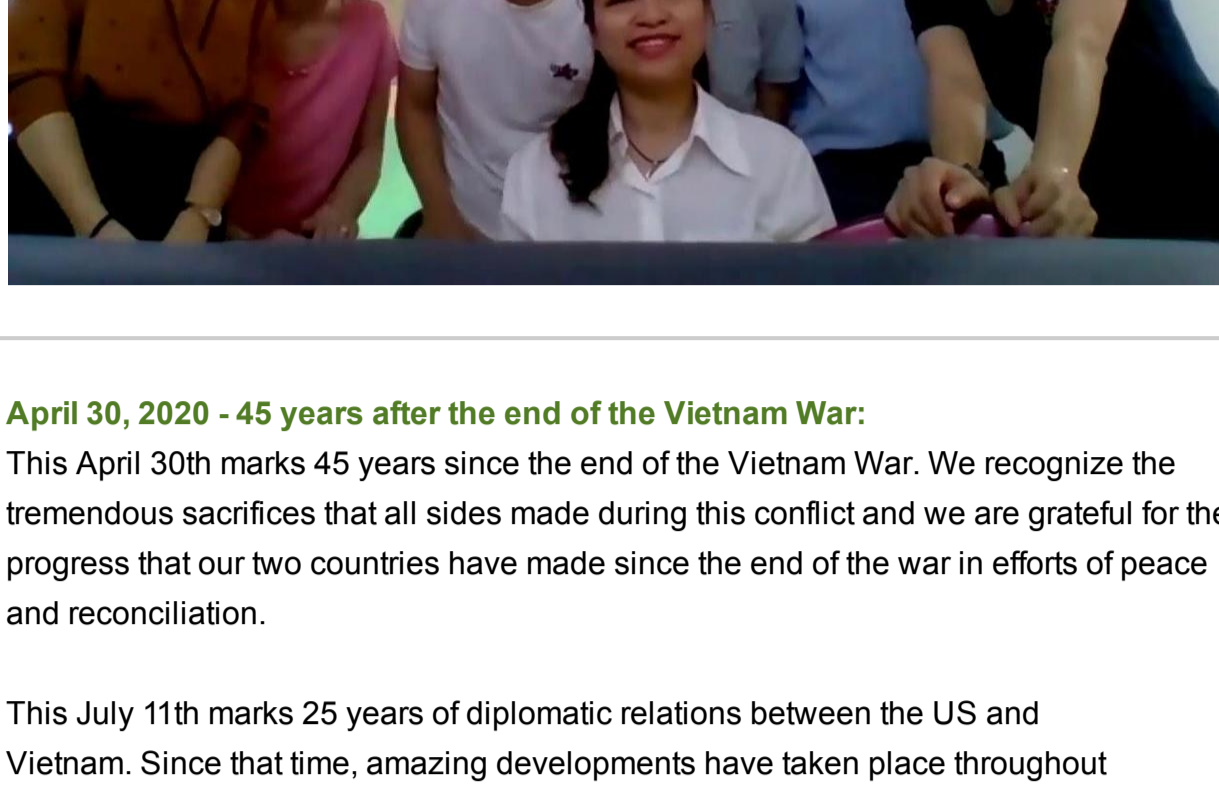 April 30, 2020 - 45 years after the end of the Vietnam War:
This April 30th marks 45 years since the end of the Vietnam War. We recognize the
tremendous sacrifices that all sides made during this conflict and we are grateful for the
progress that our two countries have made since the end of the war in efforts of peace
and reconciliation.
This July 11th marks 25 years of diplomatic relations between the US and
Vietnam. Since that time, amazing developments have taken place throughout